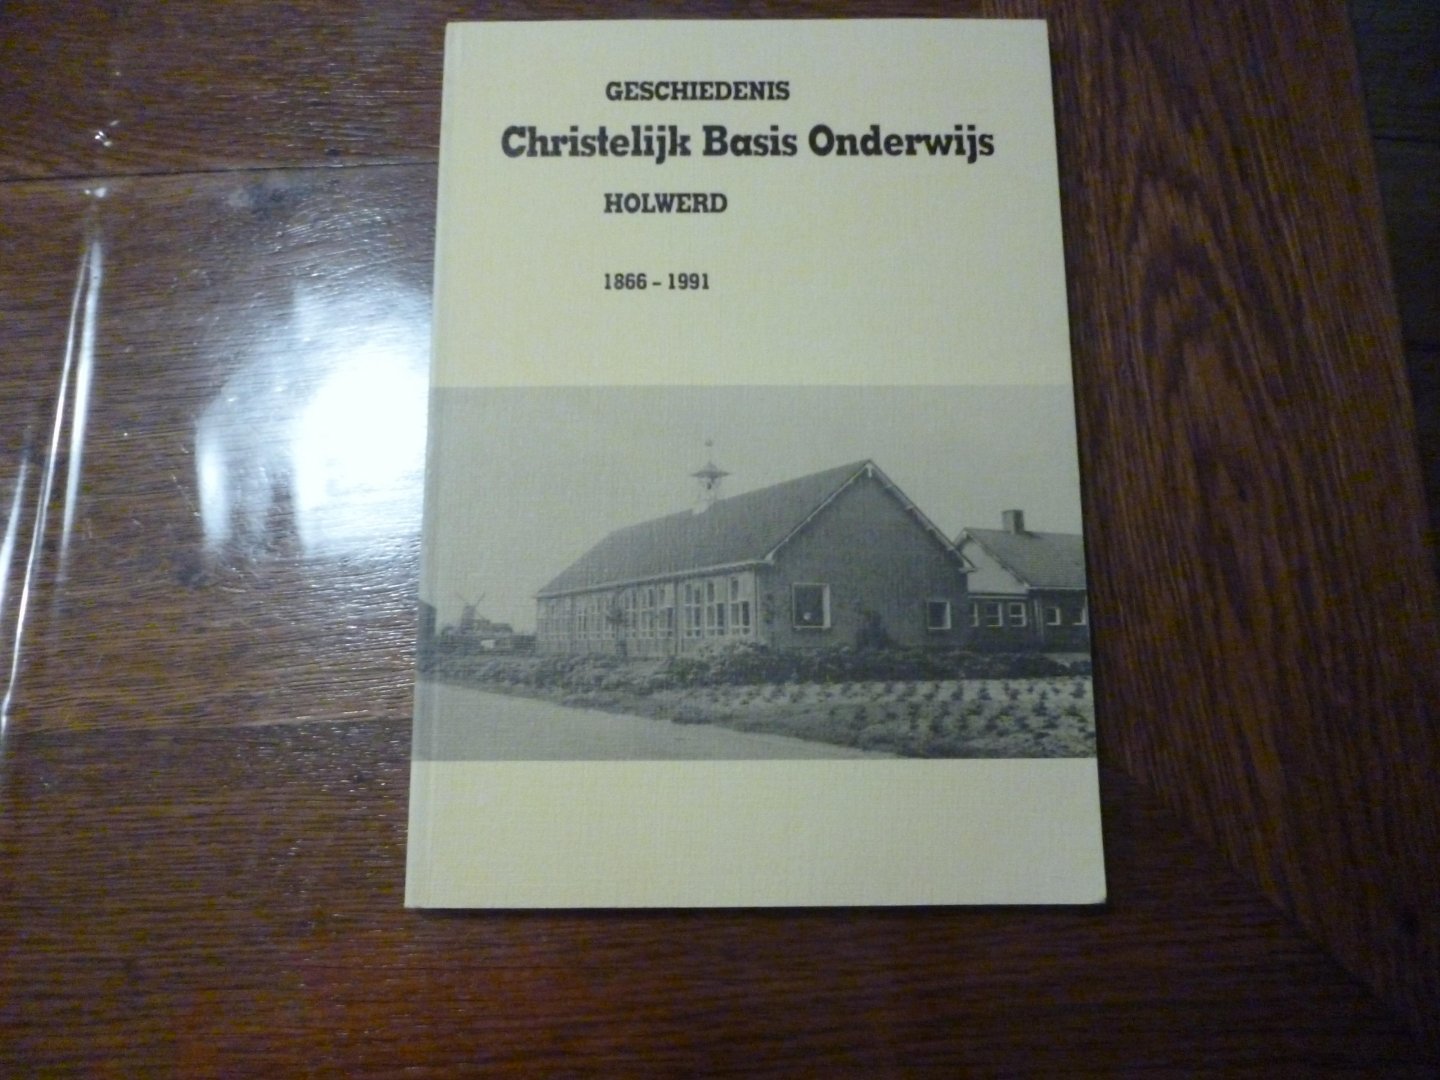 GESCHIEDENIS
Christelijk Basis Onderwijs
HOLWERD
1866 - 1991